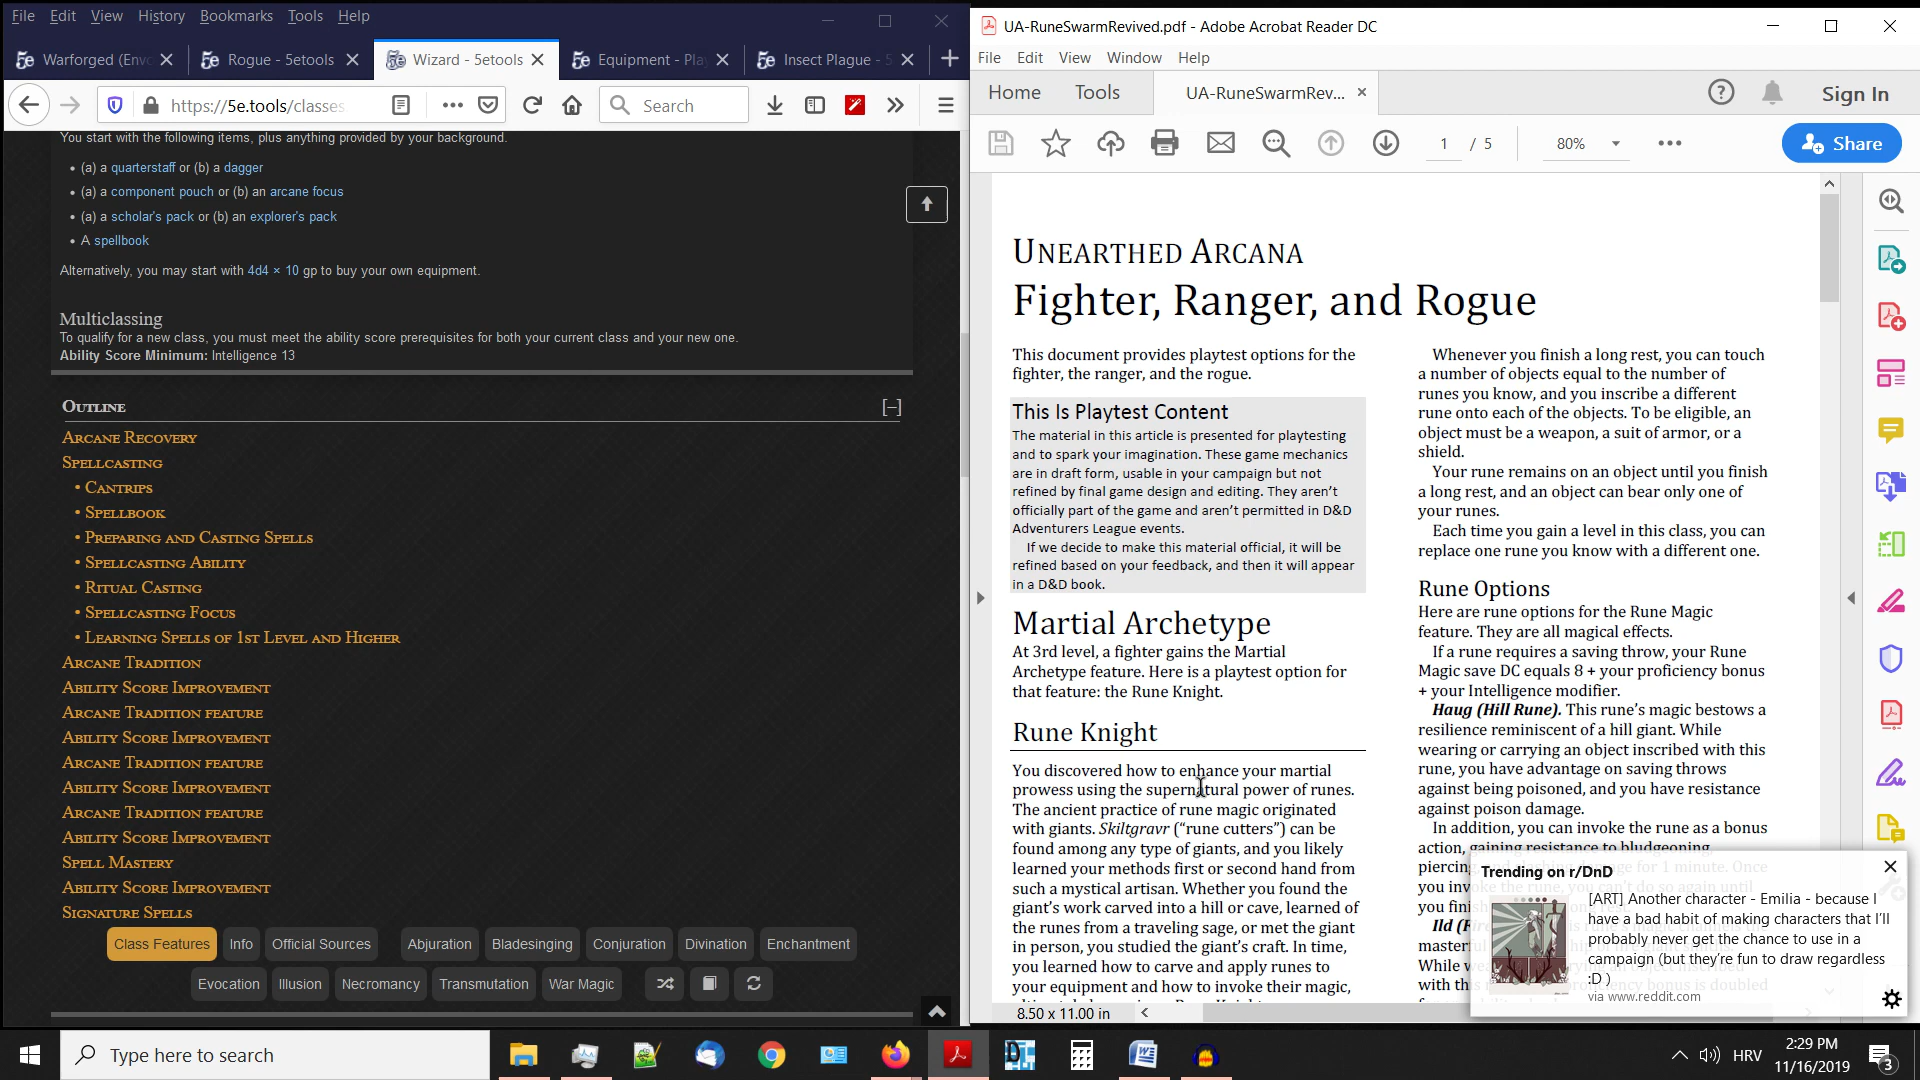 File Edit View History Bookmarks Tools Help
Warforged (Env
Rogue - 5etools
Wizard - 5etools
Equipment - Play
Insect Plague - 5
https://5e.tools/classes
Search
You start with the following items, plus anything provided by your background.
• (a) a quarterstaff or (b) a dagger
• (a) a component pouch or (b) an arcane focus
• (a) a scholar's pack or (b) an explorer's pack
• A spellbook
Alternatively, you may start with 4d4 × 10 gp to buy your own equipment.
Multiclassing
To qualify for a new class, you must meet the ability score prerequisites for both your current class and your new one.
Ability Score Minimum: Intelligence 13
Outline [–]
Arcane Recovery
Spellcasting
• Cantrips
• Spellbook
• Preparing and Casting Spells
• Spellcasting Ability
• Ritual Casting
• Spellcasting Focus
• Learning Spells of 1st Level and Higher
Arcane Tradition
Ability Score Improvement
Arcane Tradition feature
Ability Score Improvement
Arcane Tradition feature
Ability Score Improvement
Arcane Tradition feature
Ability Score Improvement
Spell Mastery
Ability Score Improvement
Signature Spells
Class Features Info Official Sources Abjuration Bladesinging Conjuration Divination Enchantment
Evocation Illusion Necromancy Transmutation War Magic
UA-RuneSwarmRevived.pdf - Adobe Acrobat Reader DC
File Edit View Window Help
Home Tools UA-RuneSwarmRev... Sign In
1 / 5 80% Share
Unearthed Arcana
Fighter, Ranger, and Rogue
This document provides playtest options for the
fighter, the ranger, and the rogue.
This Is Playtest Content
The material in this article is presented for playtesting
and to spark your imagination. These game mechanics
are in draft form, usable in your campaign but not
refined by final game design and editing. They aren't
officially part of the game and aren't permitted in D&D
Adventurers League events.
If we decide to make this material official, it will be
refined based on your feedback, and then it will appear
in a D&D book.
Martial Archetype
At 3rd level, a fighter gains the Martial
Archetype feature. Here is a playtest option for
that feature: the Rune Knight.
Rune Knight
You discovered how to enhance your martial
prowess using the supernatural power of runes.
The ancient practice of rune magic originated
with giants. Skiltgravr (“rune cutters”) can be
found among any type of giants, and you likely
learned your methods first or second hand from
such a mystical artisan. Whether you found the
giant's work carved into a hill or cave, learned of
the runes from a traveling sage, or met the giant
in person, you studied the giant's craft. In time,
you learned how to carve and apply runes to
your equipment and how to invoke their magic,
Whenever you finish a long rest, you can touch
a number of objects equal to the number of
runes you know, and you inscribe a different
rune onto each of the objects. To be eligible, an
object must be a weapon, a suit of armor, or a
shield.
Your rune remains on an object until you finish
a long rest, and an object can bear only one of
your runes.
Each time you gain a level in this class, you can
replace one rune you know with a different one.
Rune Options
Here are rune options for the Rune Magic
feature. They are all magical effects.
If a rune requires a saving throw, your Rune
Magic save DC equals 8 + your proficiency bonus
+ your Intelligence modifier.
Haug (Hill Rune). This rune's magic bestows a
resilience reminiscent of a hill giant. While
wearing or carrying an object inscribed with this
rune, you have advantage on saving throws
against being poisoned, and you have resistance
against poison damage.
In addition, you can invoke the rune as a bonus
action, gaining resistance to bludgeoning,
piercing
you
you
Ild
While
with this
Trending on r/DnD
[ART] Another character - Emilia - because I
have a bad habit of making characters that I'll
probably never get the chance to use in a
campaign (but they're fun to draw regardless
:D )
via www.reddit.com
8.50 x 11.00 in
Type here to search
HRV
2:29 PM
11/16/2019
3